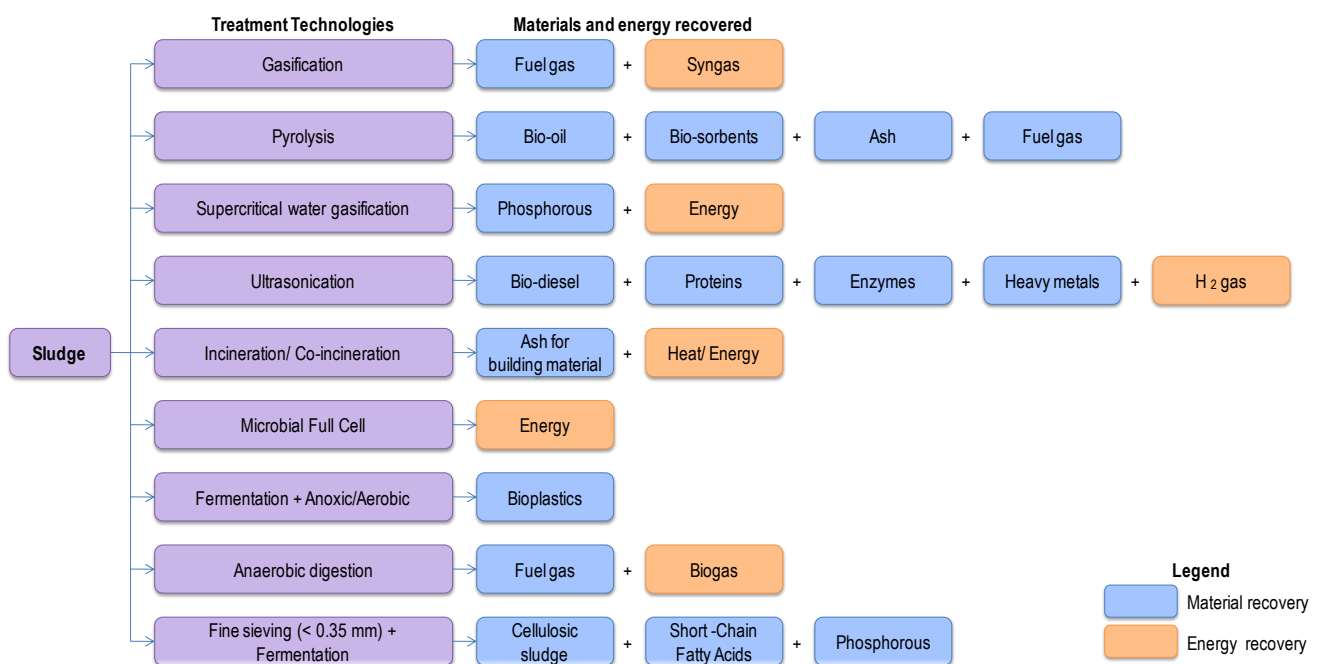 Treatment Technologies
Materials and energy recovered
Gasification
Fuel gas
+
Syngas
Pyrolysis
Bio-oil
+
Bio-sorbents
+
Ash
+
Fuel gas
Supercritical water gasification
Phosphorous
+
Energy
Ultrasonication
Bio-diesel
+
Proteins
+
Enzymes
+
Heavy metals
+
H 2 gas
Sludge
Incineration/ Co-incineration
Ash for
building material
+
Heat/ Energy
Microbial Full Cell
Energy
Fermentation + Anoxic/Aerobic
Bioplastics
Anaerobic digestion
Fuel gas
+
Biogas
Fine sieving (< 0.35 mm) +
Fermentation
Cellulosic
sludge
+
Short -Chain
Fatty Acids
+
Phosphorous
Legend
Material recovery
Energy recovery